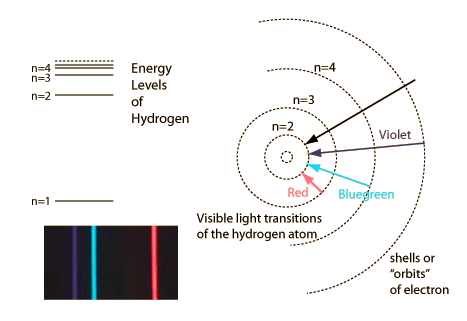 n=4
n=3
n=2
n=1
Energy
Levels
of
Hydrogen
n=4
n=3
n=2
Violet
Bluegreen
Red
Visible light transitions
of the hydrogen atom
shells or
"orbits"
of electron